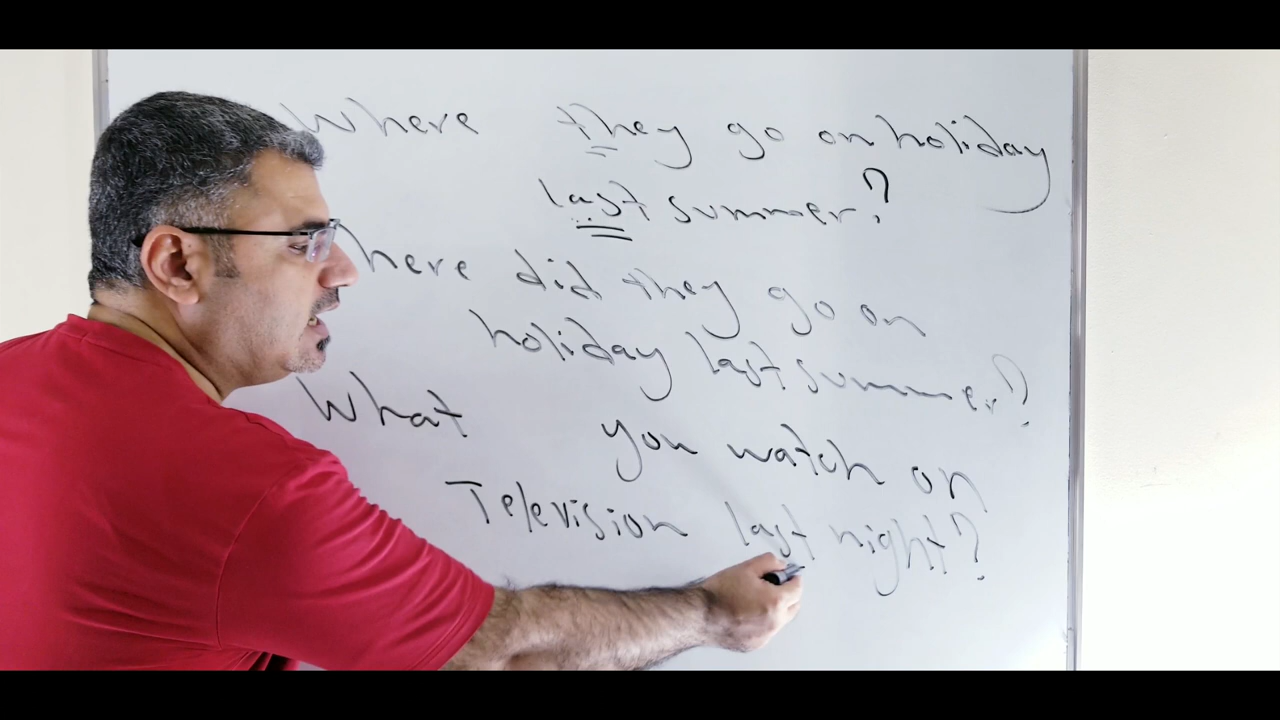 Where they go on holiday
last summer?
here did they go on
holiday last summer?
What you watch on
Television last night?